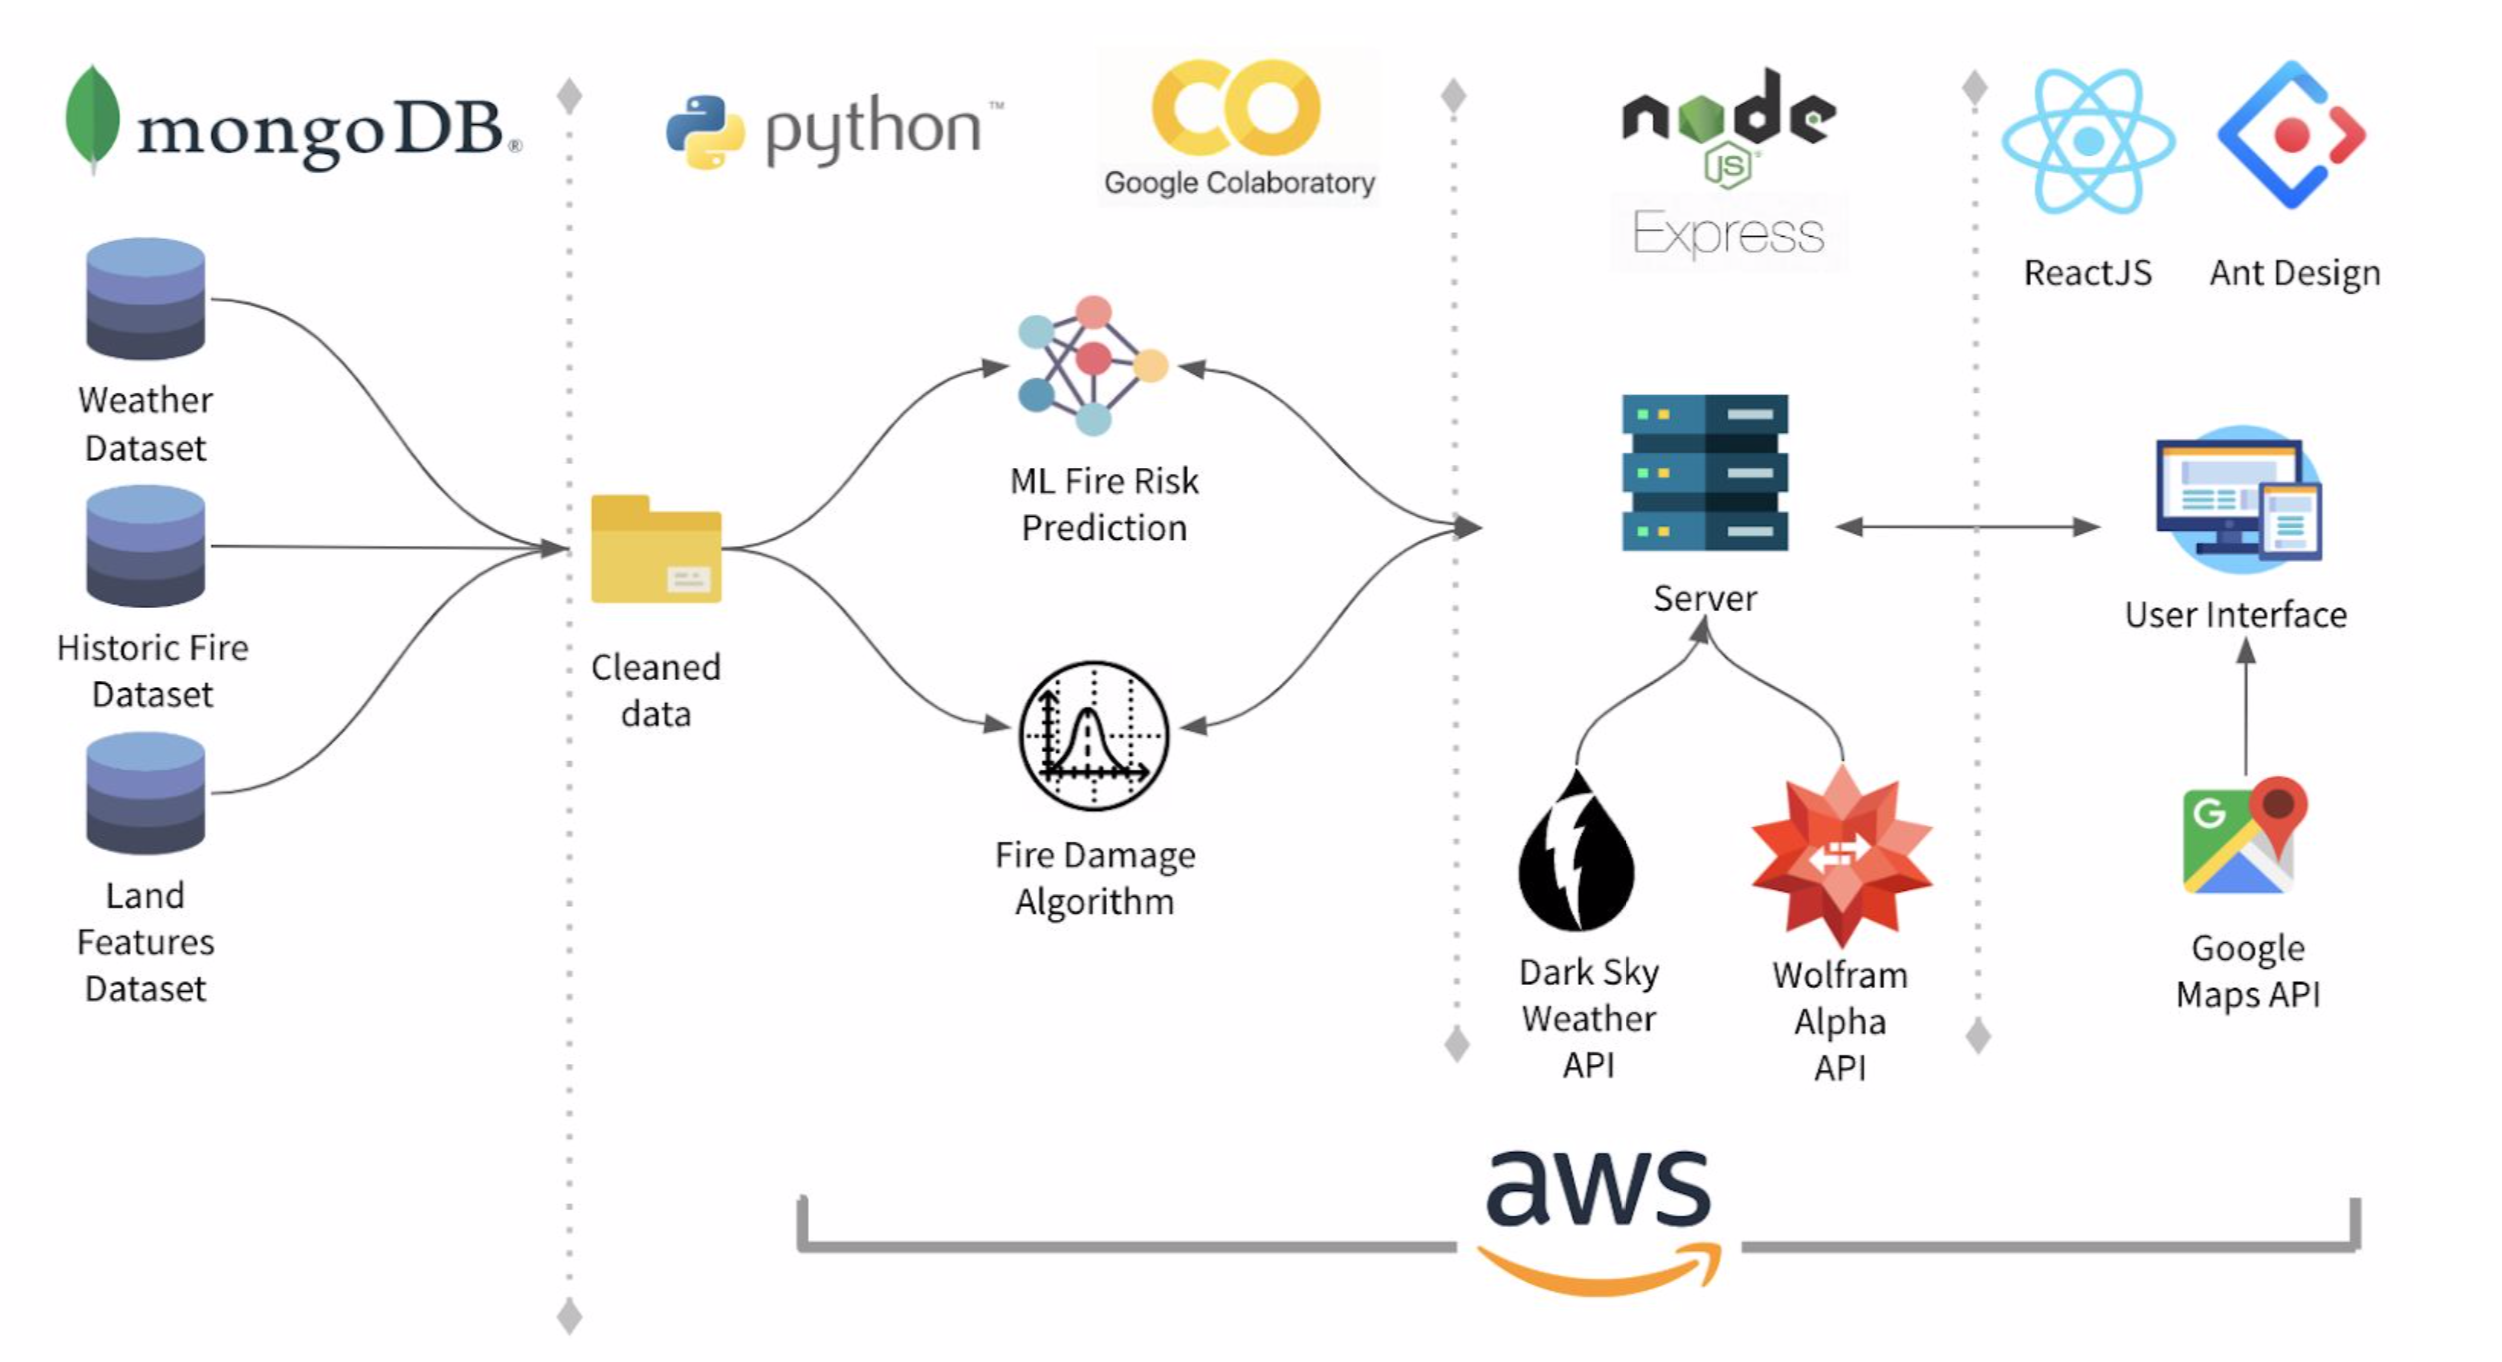 mongoDB®
python™
Google Colaboratory
node
JS
Express
ReactJS
Ant Design
Weather
Dataset
Historic Fire
Dataset
Land
Features
Dataset
Cleaned
data
ML Fire Risk
Prediction
Fire Damage
Algorithm
Server
Dark Sky
Weather
API
Wolfram
Alpha
API
User Interface
G
Google
Maps API
aws